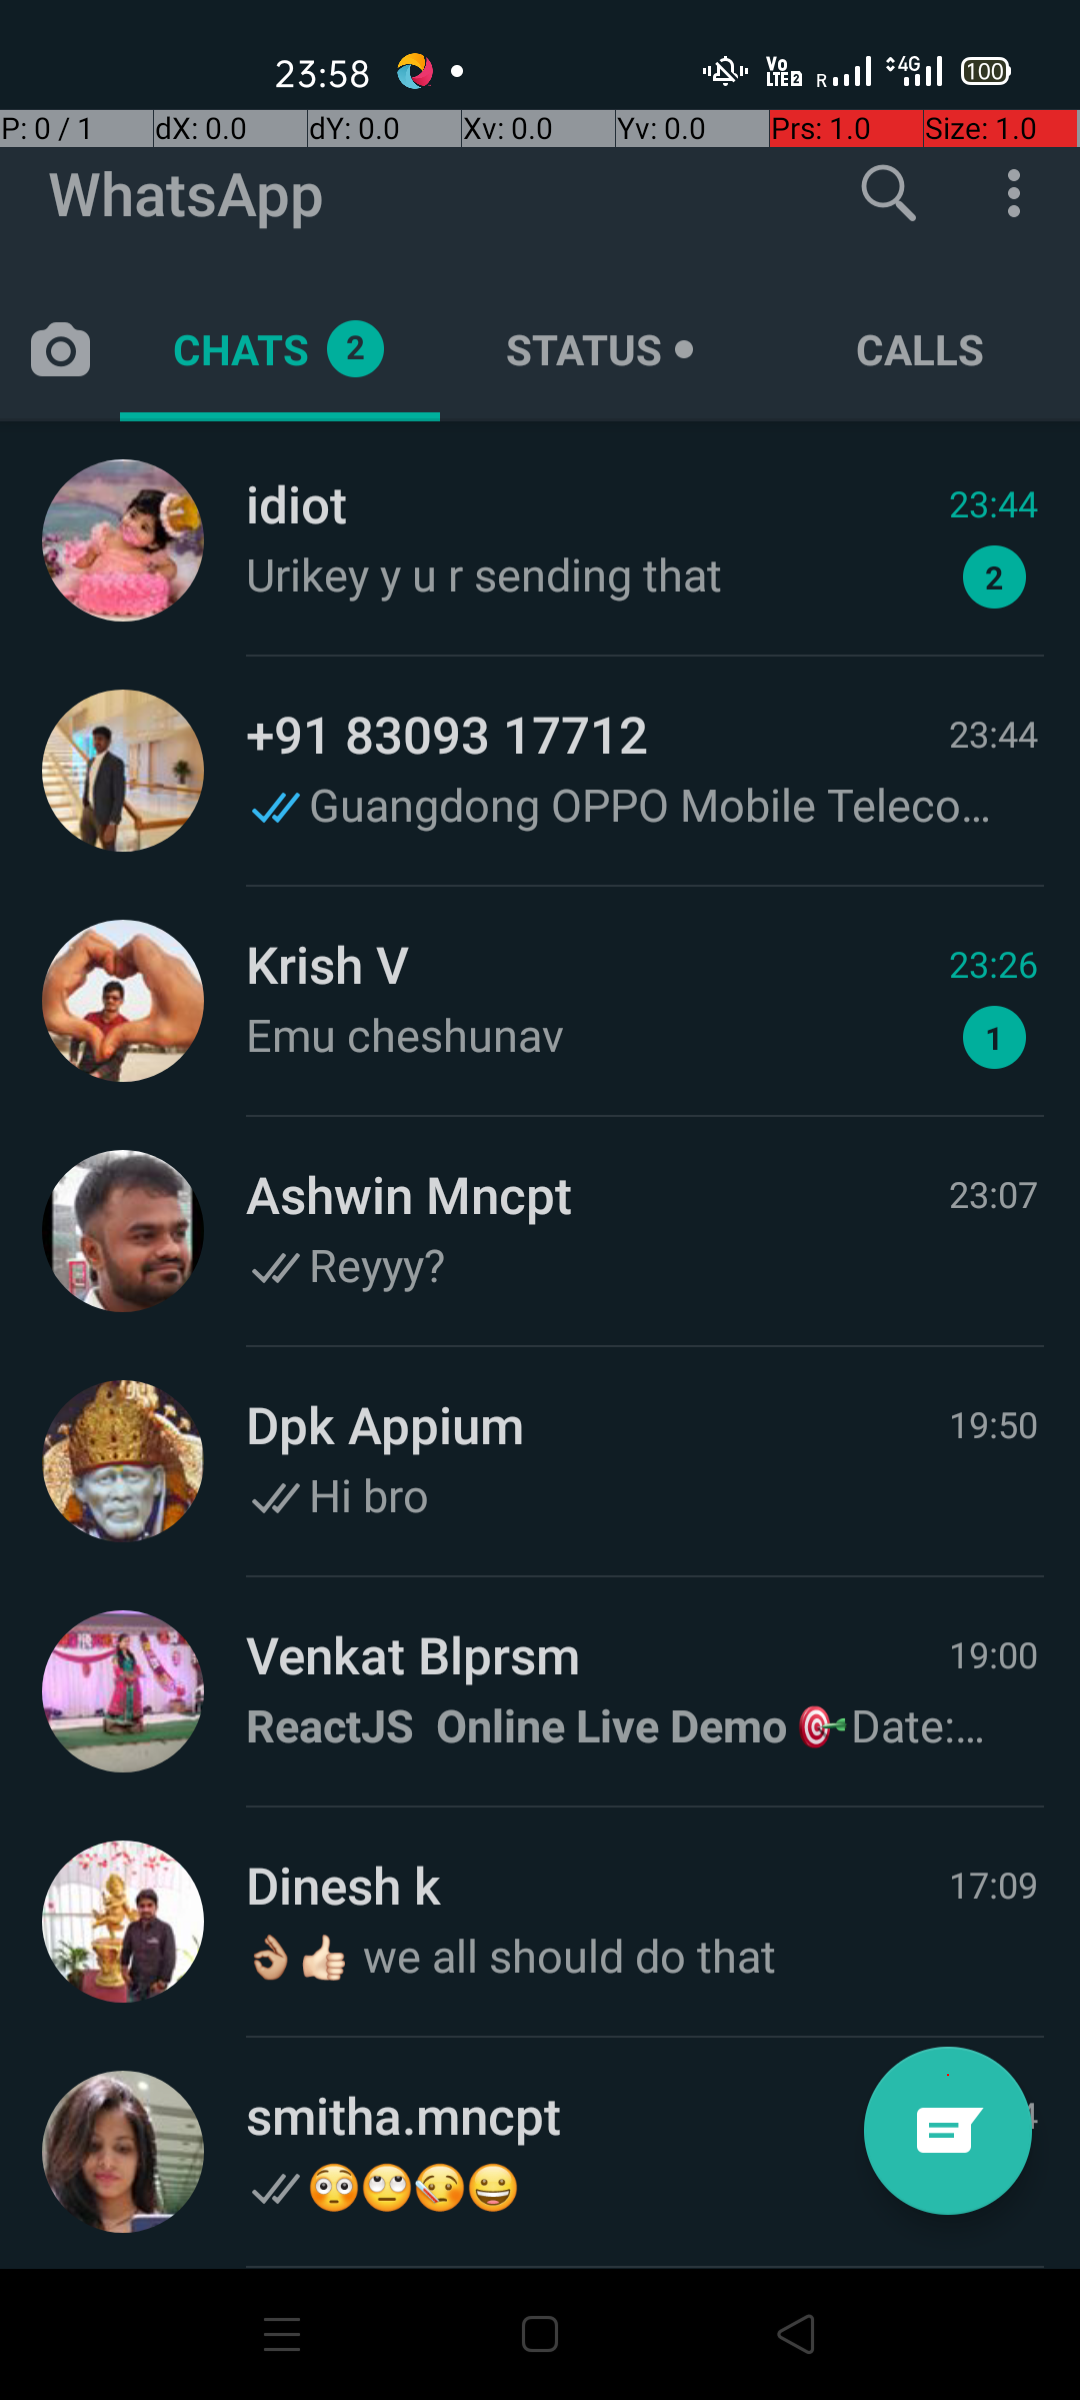 23:58 Vo LTE2 R 4G 100
P: 0 / 1 dX: 0.0 dY: 0.0 Xv: 0.0 Yv: 0.0 Prs: 1.0 Size: 1.0
WhatsApp
CHATS 2 STATUS CALLS
idiot 23:44
Urikey y u r sending that 2
+91 83093 17712 23:44
Guangdong OPPO Mobile Teleco...
Krish V 23:26
Emu cheshunav 1
Ashwin Mncpt 23:07
Reyyy?
Dpk Appium 19:50
Hi bro
Venkat Blprsm 19:00
ReactJS  Online Live Demo 🎯Date:...
Dinesh k 17:09
👌🏼👍🏻 we all should do that
smitha.mncpt
😳🙄🤒😀